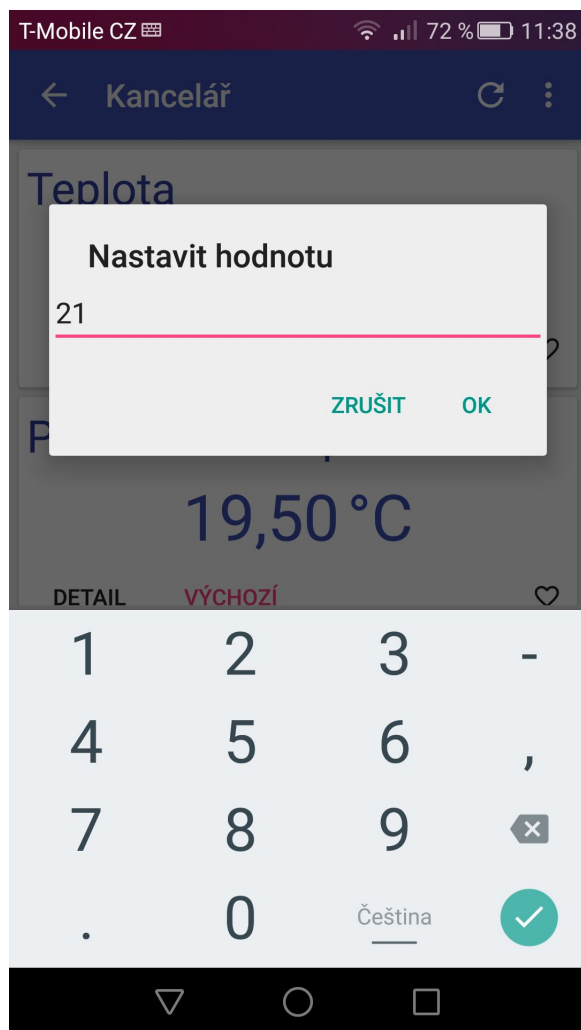 T-Mobile CZ 72 % 11:38
Kancelář
Teplota
Nastavit hodnotu
21
ZRUŠIT OK
19,50 °C
DETAIL VÝCHOZÍ
1 2 3 -
4 5 6 ,
7 8 9
. 0 Čeština